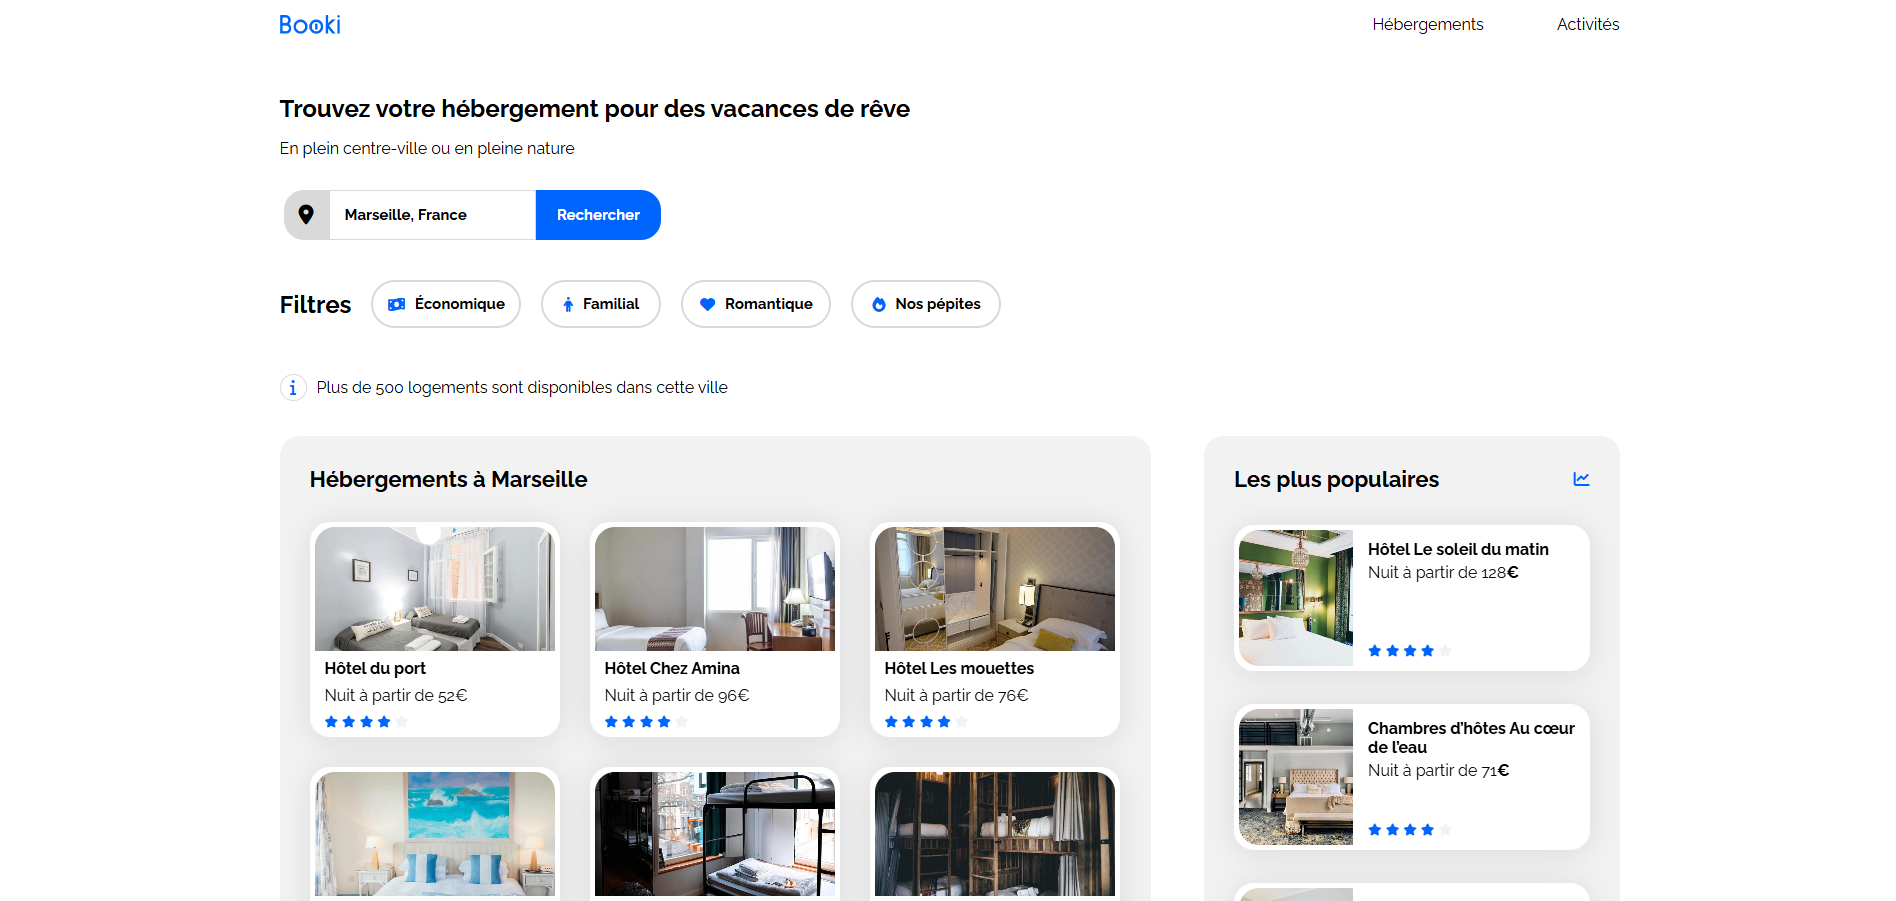 Booki
Hébergements
Activités
Trouvez votre hébergement pour des vacances de rêve
En plein centre-ville ou en pleine nature
Marseille, France
Rechercher
Filtres
Économique
Familial
Romantique
Nos pépites
Plus de 500 logements sont disponibles dans cette ville
Hébergements à Marseille
Hôtel du port
Nuit à partir de 52€
Hôtel Chez Amina
Nuit à partir de 96€
Hôtel Les mouettes
Nuit à partir de 76€
Les plus populaires
Hôtel Le soleil du matin
Nuit à partir de 128€
Chambres d’hôtes Au cœur
de l’eau
Nuit à partir de 71€